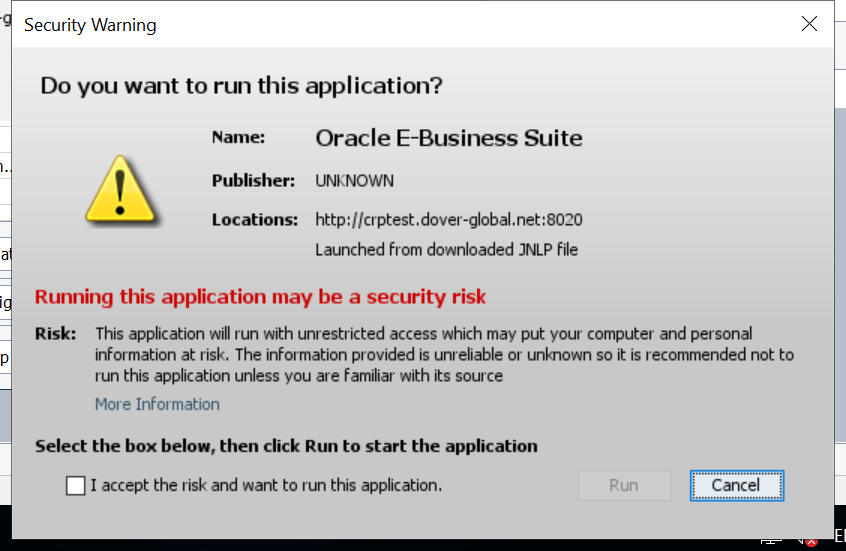 Security Warning
Do you want to run this application?
Name: Oracle E-Business Suite
Publisher: UNKNOWN
Locations: http://crptest.dover-global.net:8020
Launched from downloaded JNLP file
Running this application may be a security risk
Risk: This application will run with unrestricted access which may put your computer and personal
information at risk. The information provided is unreliable or unknown so it is recommended not to
run this application unless you are familiar with its source
More Information
Select the box below, then click Run to start the application
I accept the risk and want to run this application.
Run Cancel